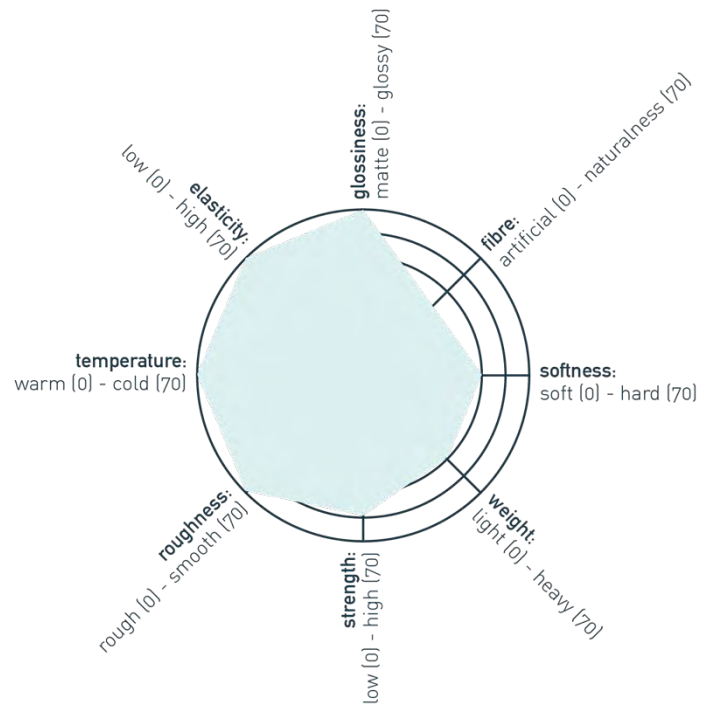 glossiness:
matte (0) - glossy (70)
fibre:
artificial (0) - naturalness (70)
softness:
soft (0) - hard (70)
weight:
light (0) - heavy (70)
strength:
low (0) - high (70)
roughness:
rough (0) - smooth (70)
temperature:
warm (0) - cold (70)
elasticity:
low (0) - high (70)